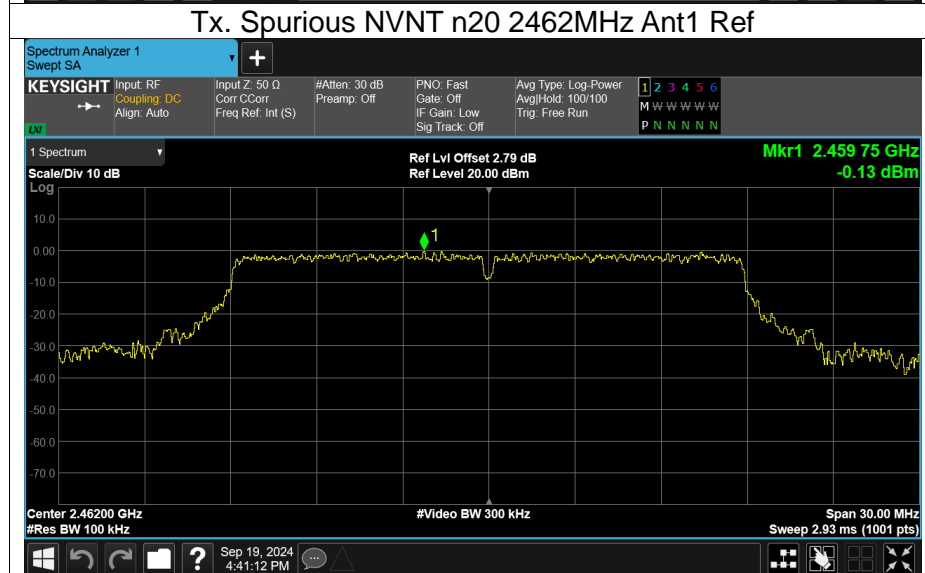 Tx. Spurious NVNT n20 2462MHz Ant1 Ref
Spectrum Analyzer 1
Swept SA
+
KEYSIGHT Input: RF Input Z: 50 Ω #Atten: 30 dB PNO: Fast Avg Type: Log-Power 1 2 3 4 5 6
Coupling: DC Corr CCorr Preamp: Off Gate: Off Avg|Hold: 100/100 M W W W W W
Align: Auto Freq Ref: Int (S) IF Gain: Low Trig: Free Run
LXI Sig Track: Off P N N N N N
1 Spectrum Ref Lvl Offset 2.79 dB Mkr1 2.459 75 GHz
Scale/Div 10 dB Ref Level 20.00 dBm -0.13 dBm
Log
10.0
1
0.00
-10.0
-20.0
-30.0
-40.0
-50.0
-60.0
-70.0
Center 2.46200 GHz #Video BW 300 kHz Span 30.00 MHz
#Res BW 100 kHz Sweep 2.93 ms (1001 pts)
? Sep 19, 2024
4:41:12 PM